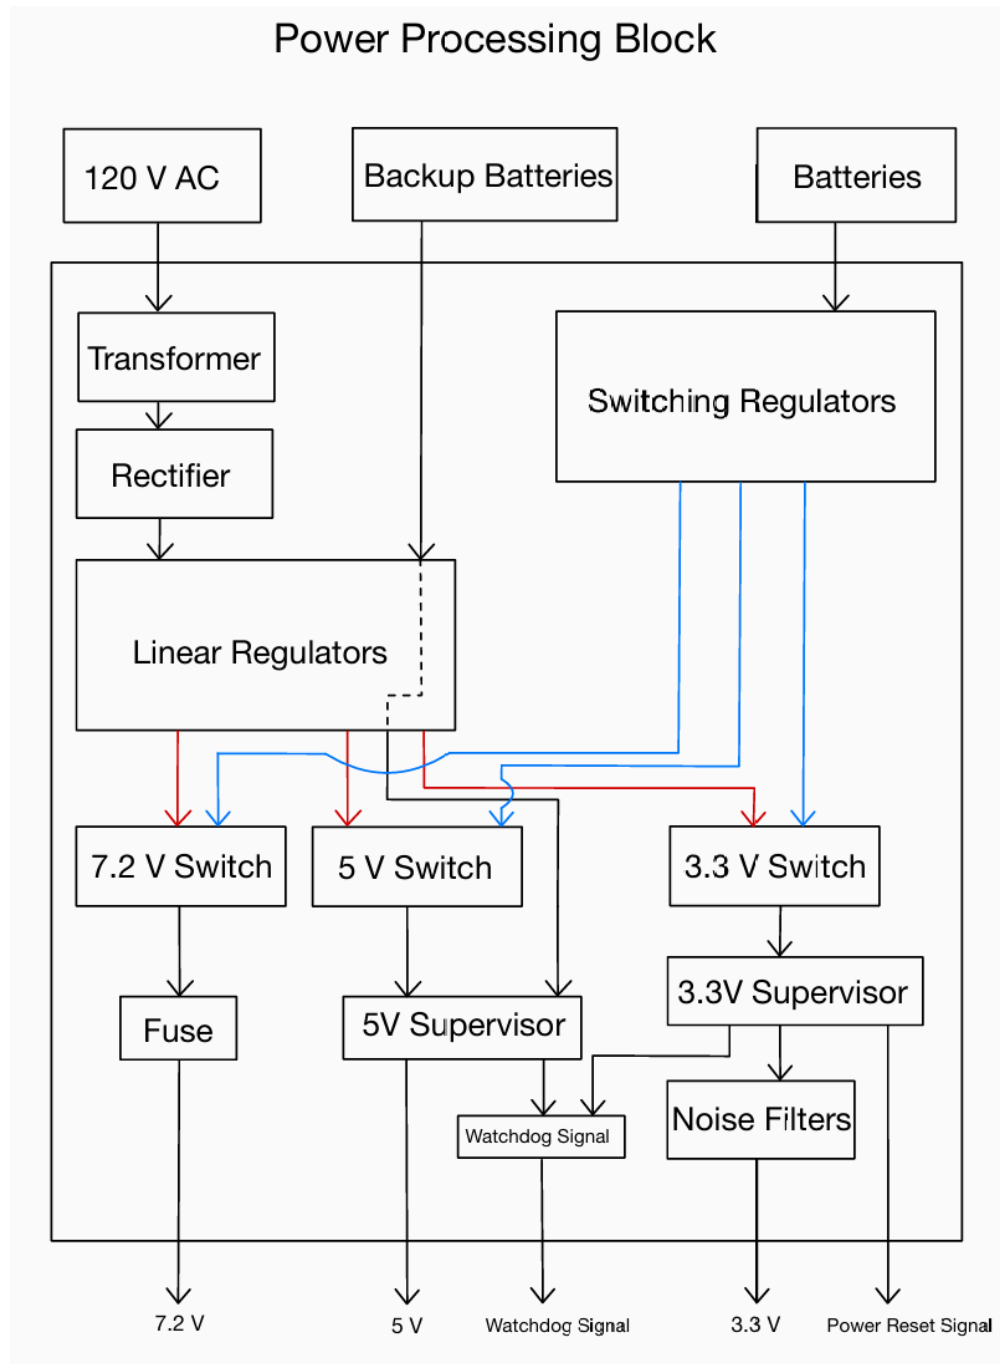 Power Processing Block
120 V AC
Backup Batteries
Batteries
Transformer
Switching Regulators
Rectifier
Linear Regulators
7.2 V Switch
5 V Switch
3.3 V Switch
3.3V Supervisor
Fuse
5V Supervisor
Noise Filters
Watchdog Signal
7.2 V
5 V
Watchdog Signal
3.3 V
Power Reset Signal